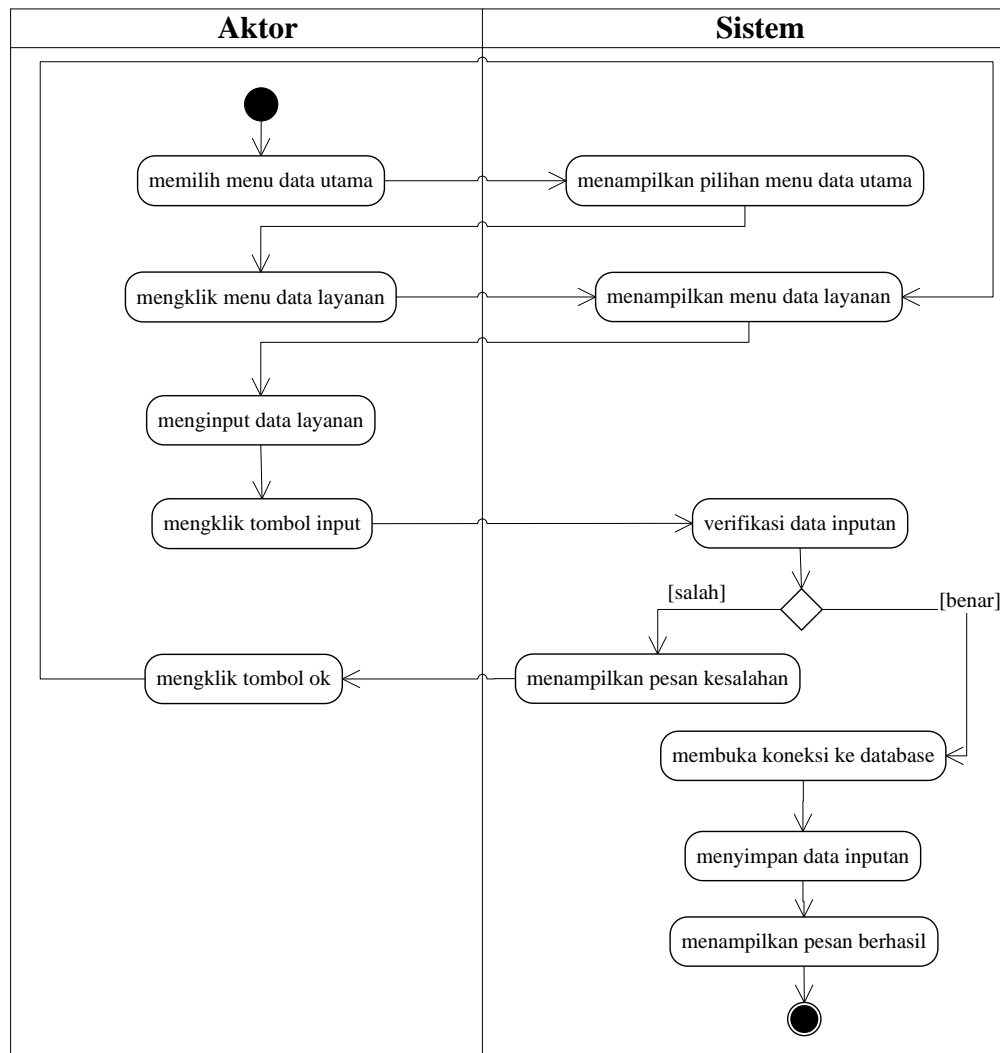 Aktor
Sistem
memilih menu data utama
menampilkan pilihan menu data utama
mengklik menu data layanan
menampilkan menu data layanan
menginput data layanan
mengklik tombol input
verifikasi data inputan
[salah]
[benar]
mengklik tombol ok
menampilkan pesan kesalahan
membuka koneksi ke database
menyimpan data inputan
menampilkan pesan berhasil